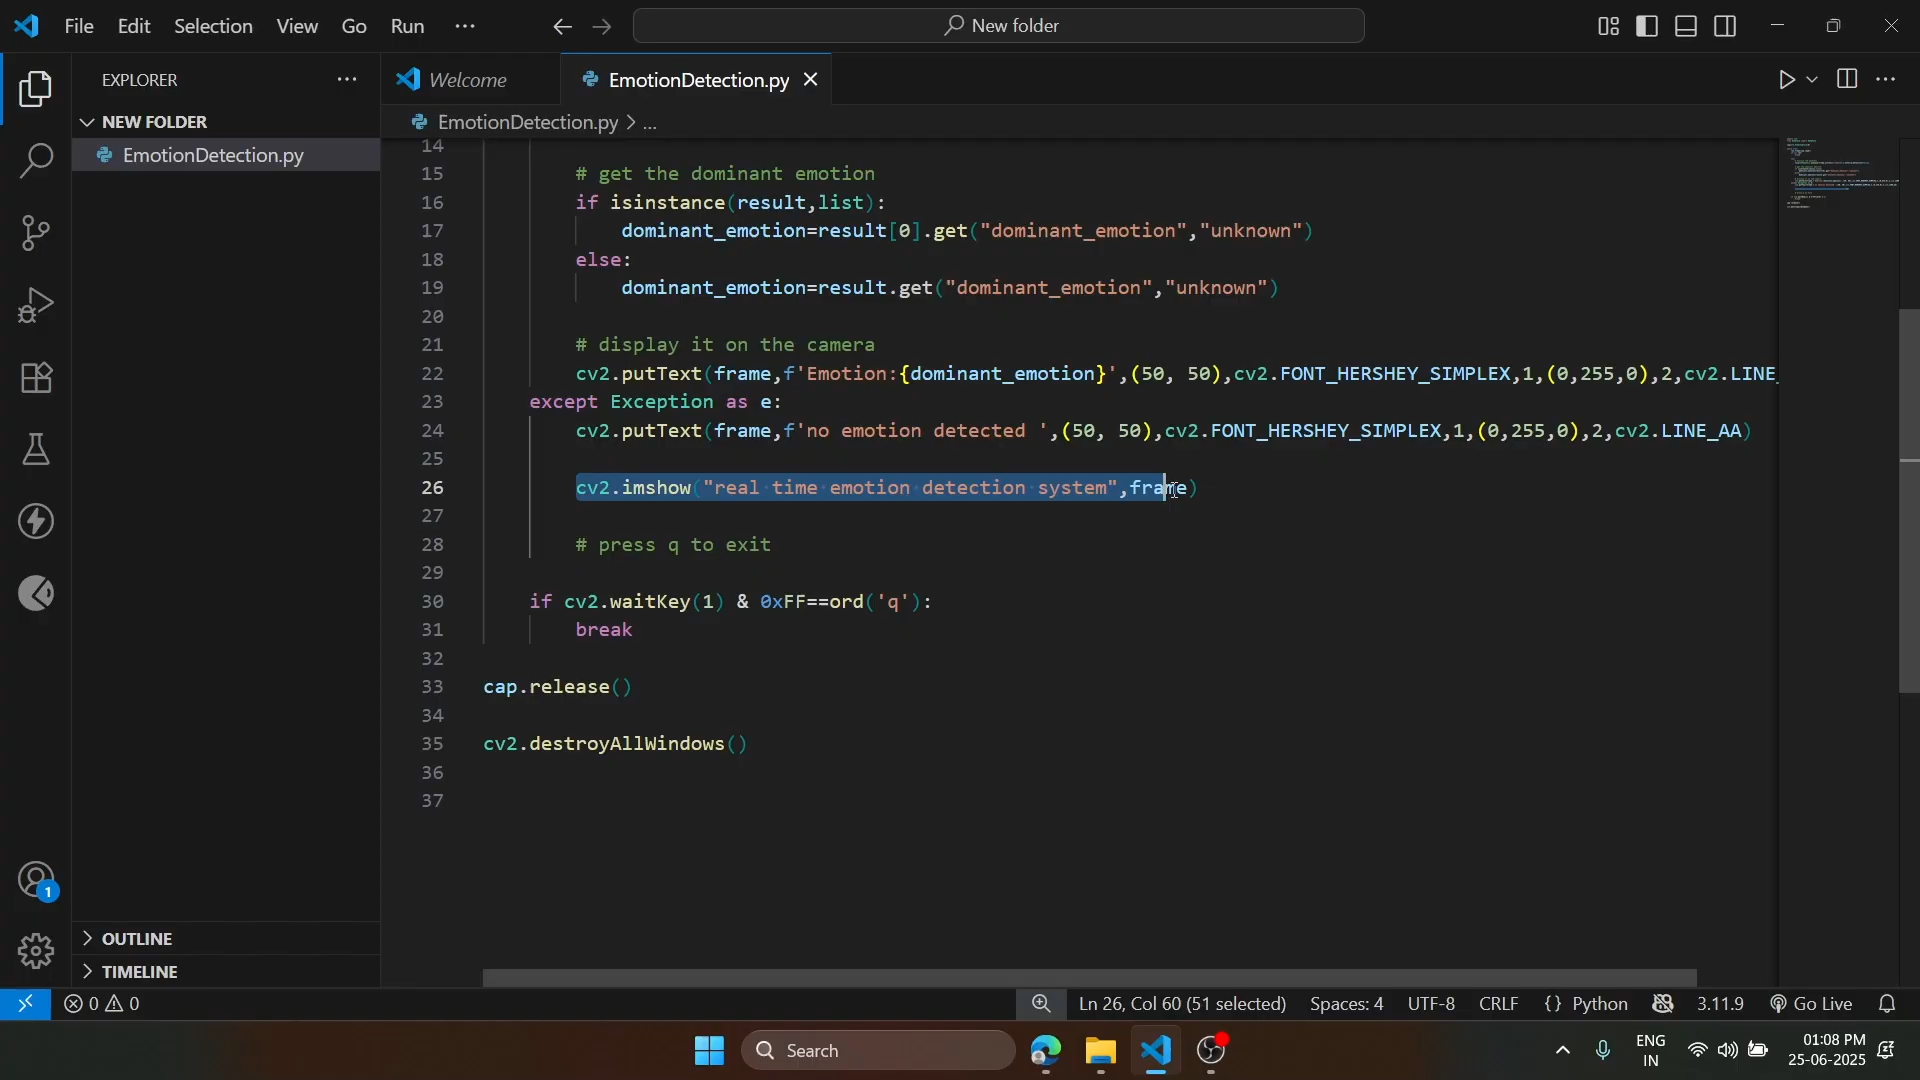 File Edit Selection View Go Run ··· New folder
EXPLORER ···
NEW FOLDER
EmotionDetection.py
OUTLINE
TIMELINE
Welcome EmotionDetection.py
EmotionDetection.py > ...
14
15 # get the dominant emotion
16 if isinstance(result,list):
17 dominant_emotion=result[0].get("dominant_emotion","unknown")
18 else:
19 dominant_emotion=result.get("dominant_emotion","unknown")
20
21 # display it on the camera
22 cv2.putText(frame,f'Emotion:{dominant_emotion}',(50, 50),cv2.FONT_HERSHEY_SIMPLEX,1,(0,255,0),2,cv2.LINE_
23 except Exception as e:
24 cv2.putText(frame,f'no emotion detected ',(50, 50),cv2.FONT_HERSHEY_SIMPLEX,1,(0,255,0),2,cv2.LINE_AA)
25
26 cv2.imshow("real time emotion detection system",frame)
27
28 # press q to exit
29
30 if cv2.waitKey(1) & 0xFF==ord('q'):
31 break
32
33 cap.release()
34
35 cv2.destroyAllWindows()
36
37
1
0 0 Ln 26, Col 60 (51 selected) Spaces: 4 UTF-8 CRLF {} Python 3.11.9 Go Live
Search ENG IN 01:08 PM 25-06-2025